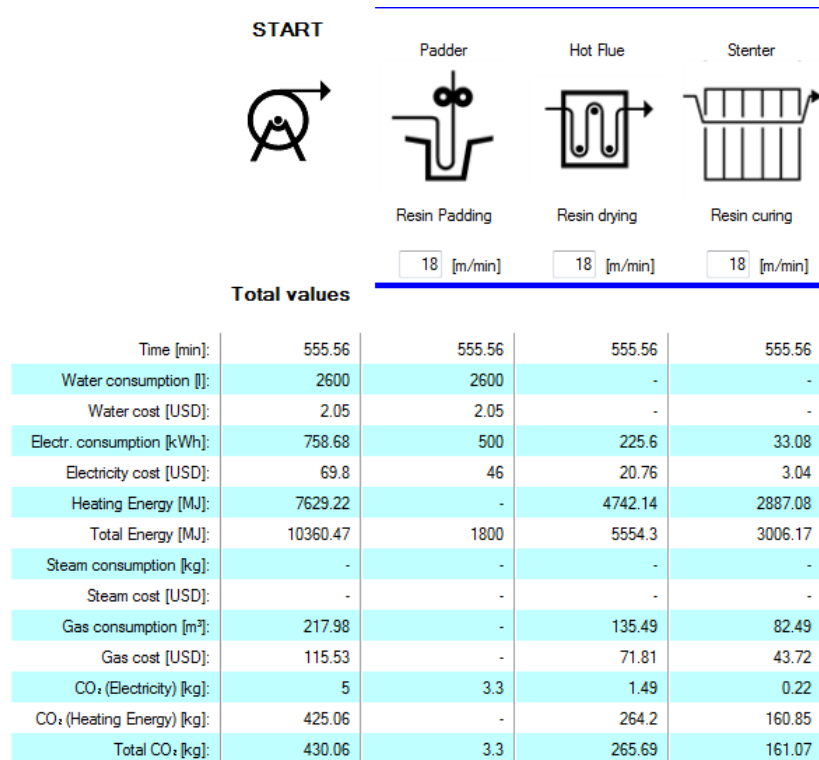 START
Padder Hot Flue Stenter
Resin Padding Resin drying Resin curing
18 [m/min] 18 [m/min] 18 [m/min]
Total values
Time [min]: 555.56 555.56 555.56 555.56
Water consumption [l]: 2600 2600 - -
Water cost [USD]: 2.05 2.05 - -
Electr. consumption [kWh]: 758.68 500 225.6 33.08
Electricity cost [USD]: 69.8 46 20.76 3.04
Heating Energy [MJ]: 7629.22 - 4742.14 2887.08
Total Energy [MJ]: 10360.47 1800 5554.3 3006.17
Steam consumption [kg]: - - - -
Steam cost [USD]: - - - -
Gas consumption [m³]: 217.98 - 135.49 82.49
Gas cost [USD]: 115.53 - 71.81 43.72
CO₂ (Electricity) [kg]: 5 3.3 1.49 0.22
CO₂ (Heating Energy) [kg]: 425.06 - 264.2 160.85
Total CO₂ [kg]: 430.06 3.3 265.69 161.07